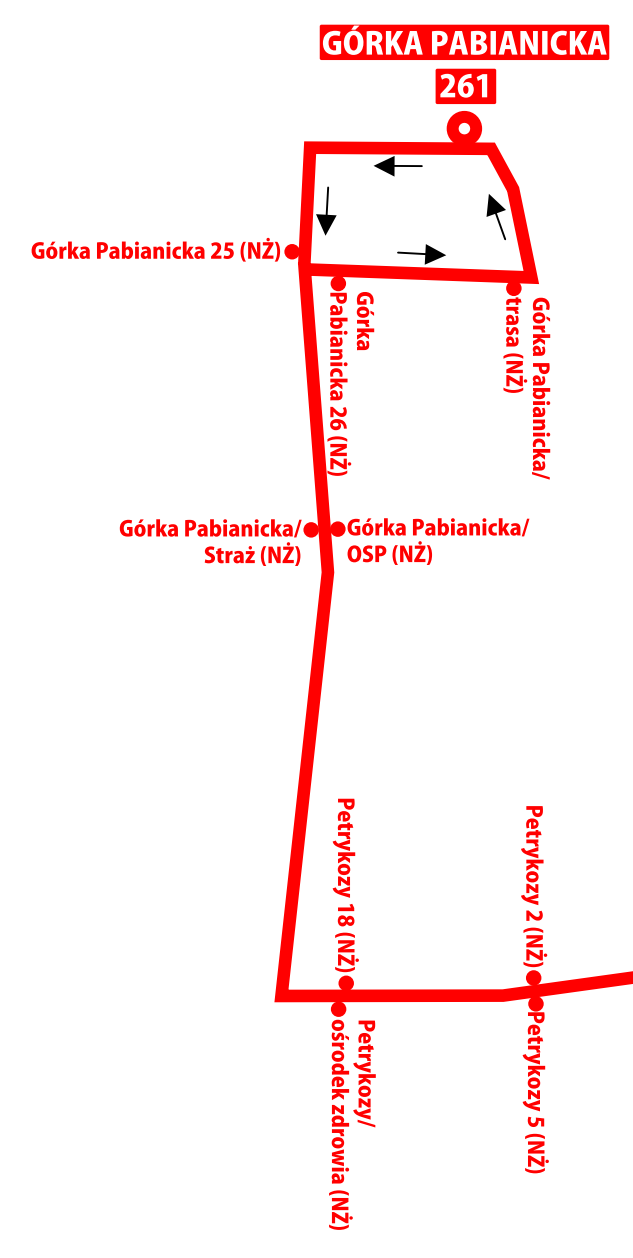 GÓRKA PABIANICKA
261
Górka Pabianicka 25 (NŻ)
Górka
Pabianicka 26 (NŻ)
Górka Pabianicka/
trasa (NŻ)
Górka Pabianicka/
Straż (NŻ)
Górka Pabianicka/
OSP (NŻ)
Petrykozy 18 (NŻ)
Petrykozy 2 (NŻ)
Petrykozy/
ośrodek zdrowia (NŻ)
Petrykozy 5 (NŻ)